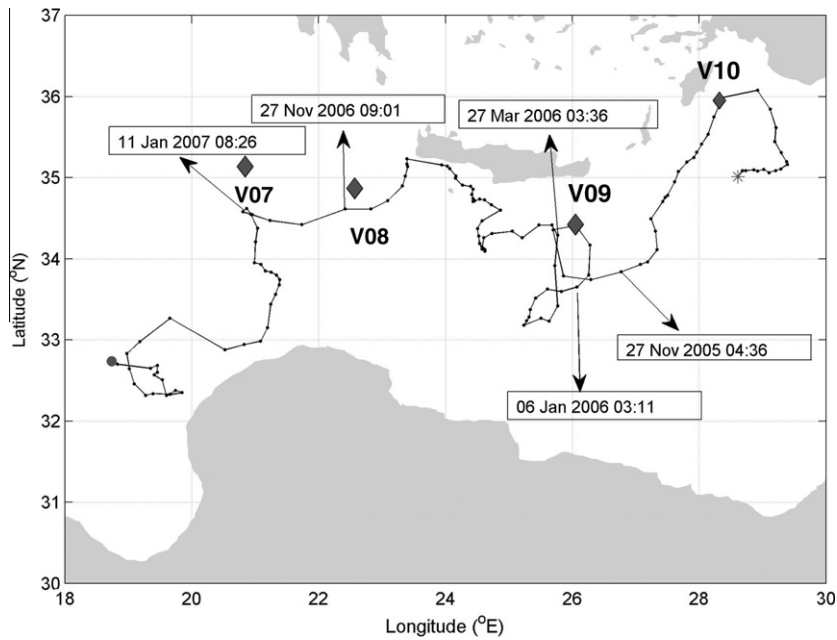 37
36
35
34
33
32
31
30
18
20
22
24
26
28
30
Latitude (°N)
Longitude (°E)
V10
27 Nov 2006 09:01
27 Mar 2006 03:36
11 Jan 2007 08:26
V07
V08
V09
27 Nov 2005 04:36
06 Jan 2006 03:11